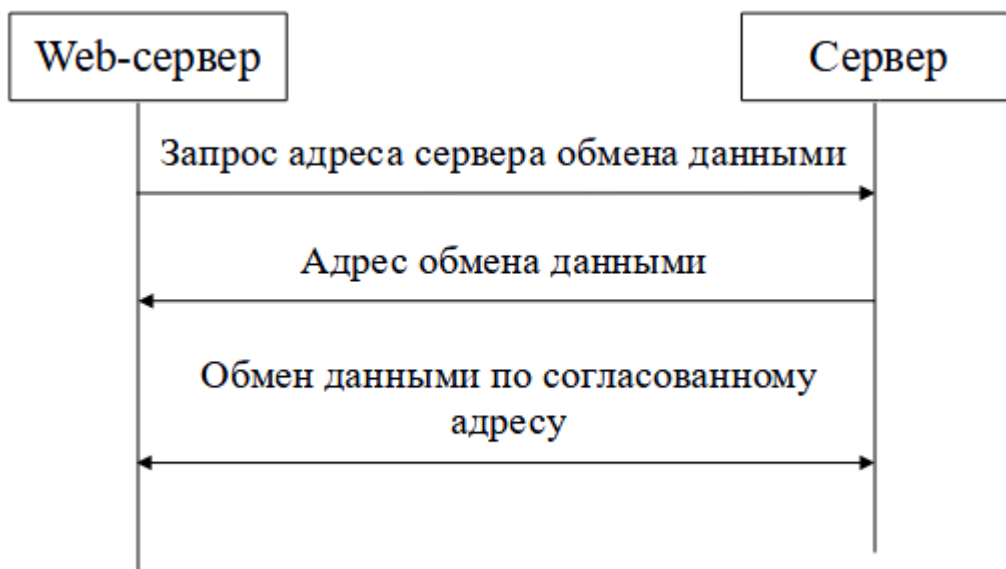 Web-сервер
Сервер
Запрос адреса сервера обмена данными
Адрес обмена данными
Обмен данными по согласованному
адресу